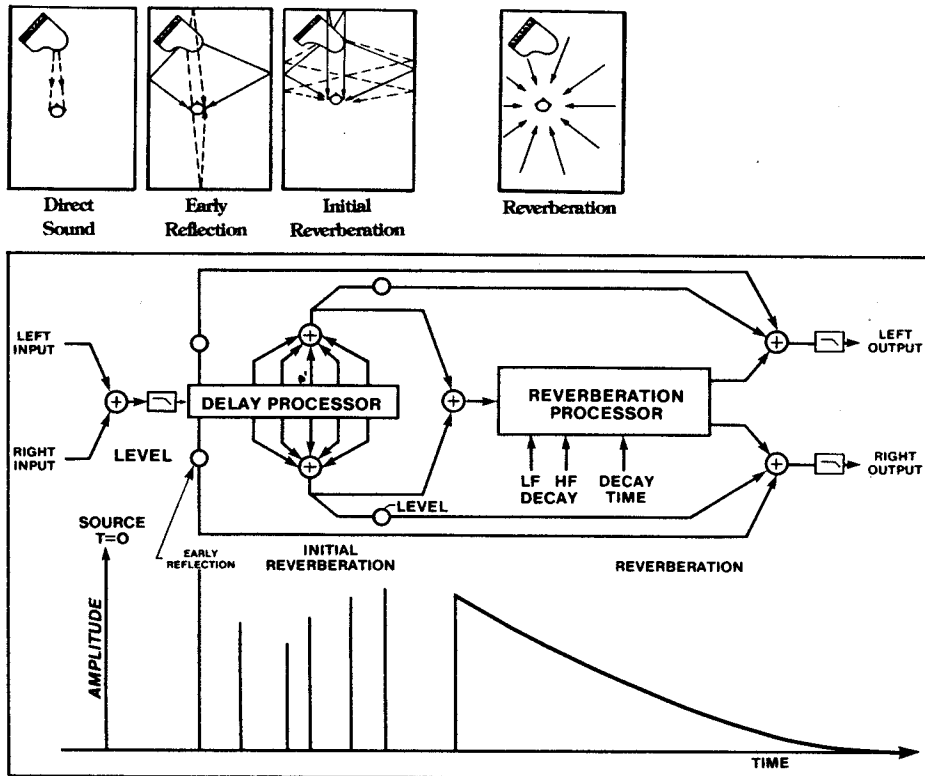 Direct
Sound
Early
Reflection
Initial
Reverberation
Reverberation
LEFT
INPUT
RIGHT
INPUT
LEVEL
DELAY PROCESSOR
REVERBERATION
PROCESSOR
LF
HF
DECAY
DECAY
TIME
LEVEL
LEFT
OUTPUT
RIGHT
OUTPUT
SOURCE
T=0
EARLY
REFLECTION
INITIAL
REVERBERATION
REVERBERATION
AMPLITUDE
TIME